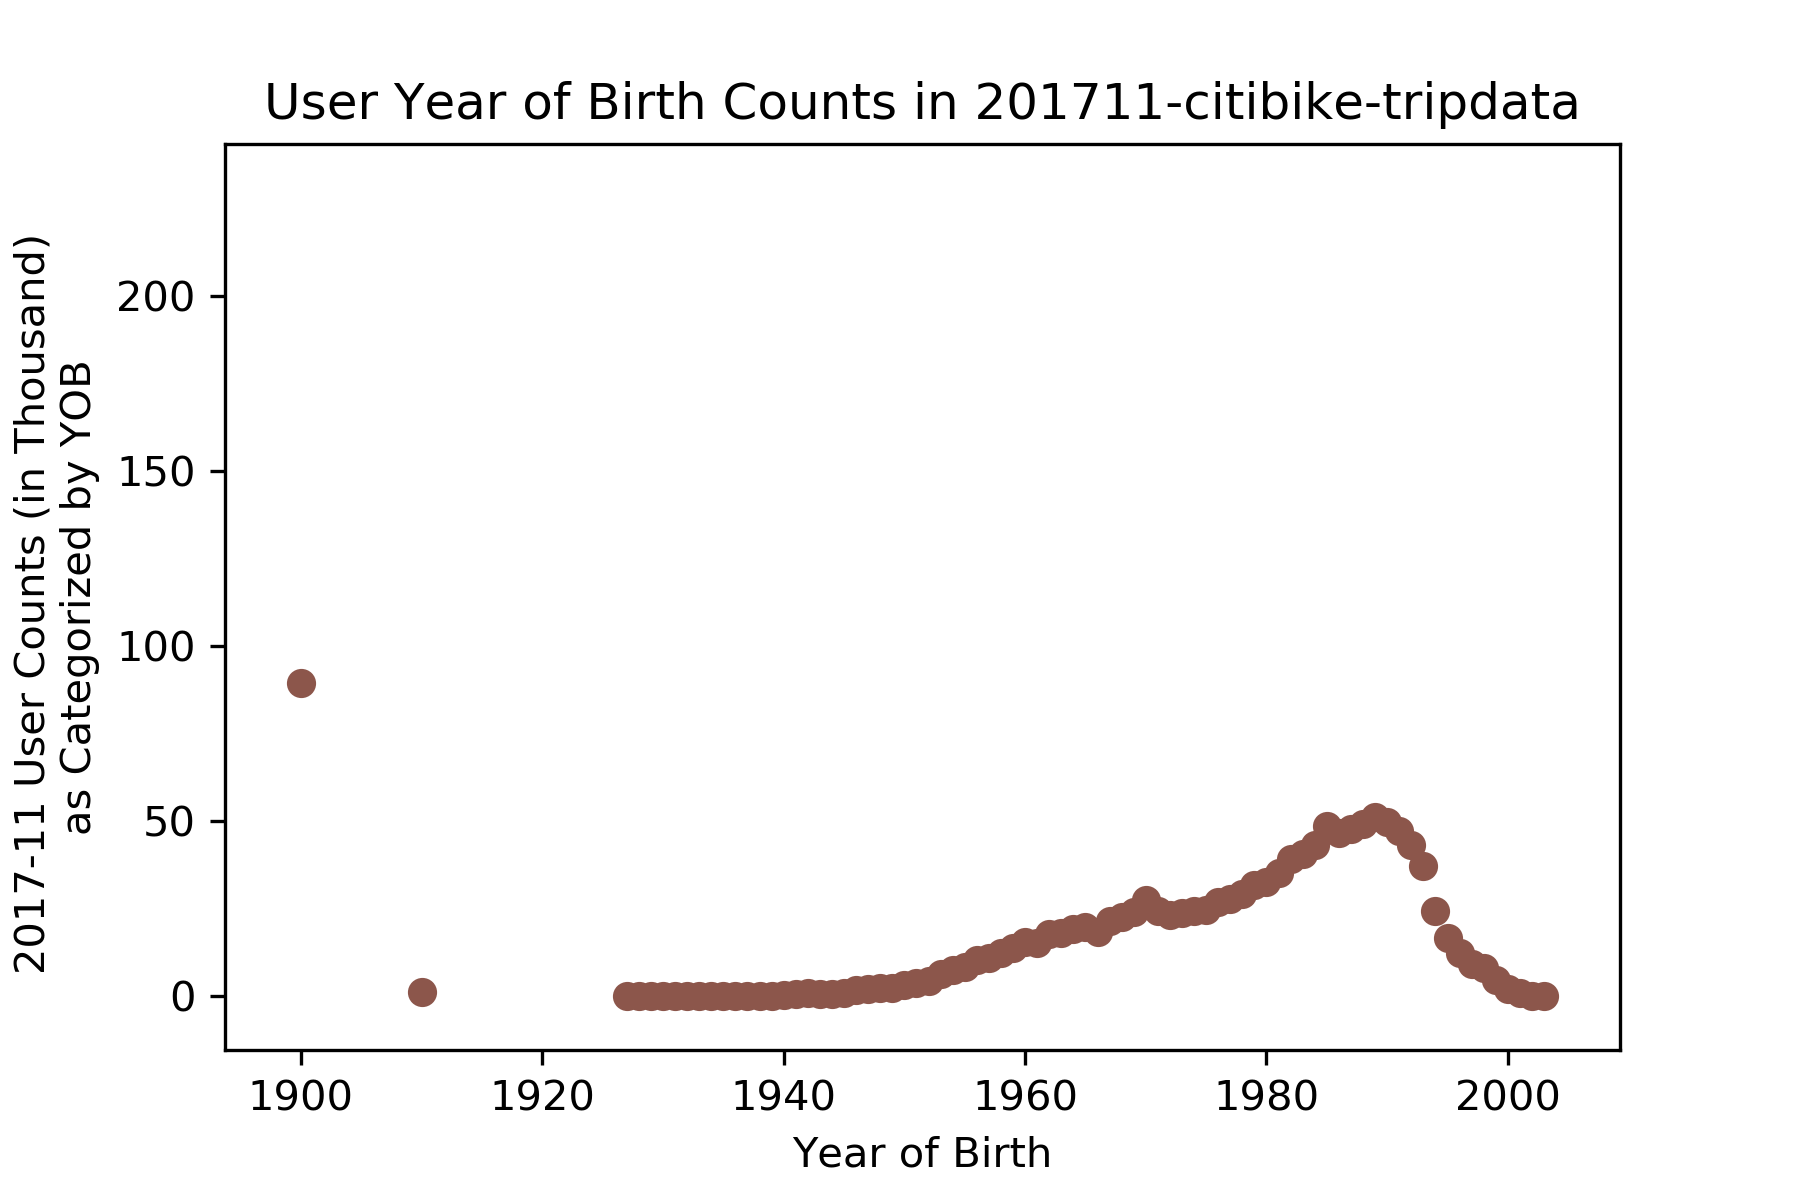 User Year of Birth Counts in 201711-citibike-tripdata
2017-11 User Counts (in Thousand)
as Categorized by YOB
200
150
100
50
0
1900 1920 1940 1960 1980 2000
Year of Birth